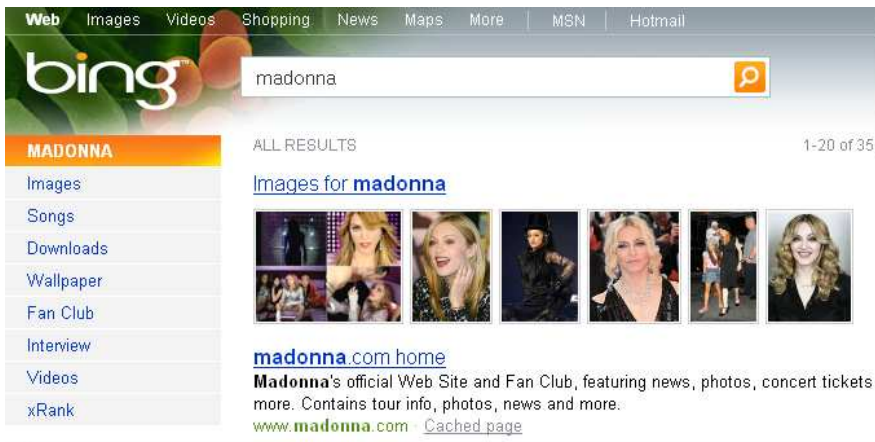 Web Images Videos Shopping News Maps More | MSN | Hotmail
bing™
madonna
MADONNA
Images
Songs
Downloads
Wallpaper
Fan Club
Interview
Videos
xRank
ALL RESULTS 1-20 of 35
Images for madonna
madonna.com home
Madonna's official Web Site and Fan Club, featuring news, photos, concert tickets
more. Contains tour info, photos, news and more.
www.madonna.com · Cached page